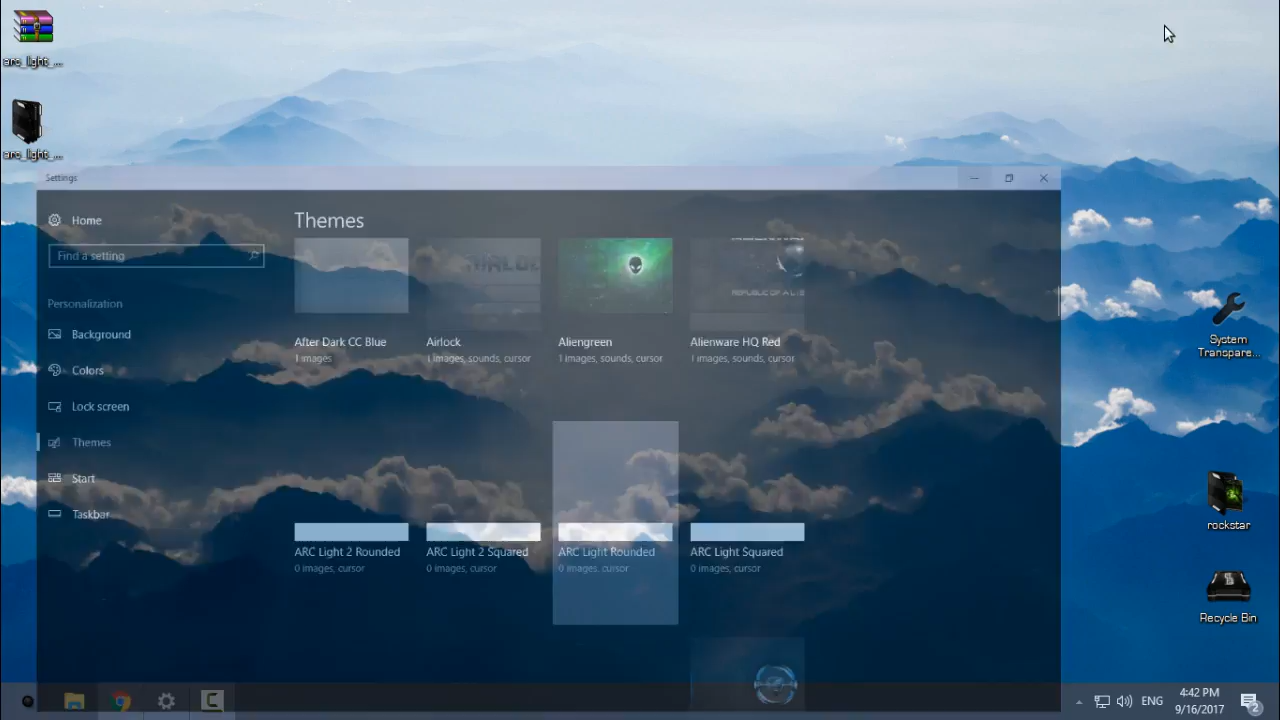 arc_light_...
arc_light_...
Settings
Home
Find a setting
Personalization
Background
Colors
Lock screen
Themes
Start
Taskbar
Themes
After Dark CC Blue
1 images
Airlock
1 images, sounds, cursor
Aliengreen
1 images, sounds, cursor
Alienware HQ Red
1 images, sounds, cursor
ARC Light 2 Rounded
0 images, cursor
ARC Light 2 Squared
0 images, cursor
ARC Light Rounded
0 images, cursor
ARC Light Squared
0 images, cursor
System
Transpare...
rockstar
Recycle Bin
ENG
4:42 PM
9/16/2017
2